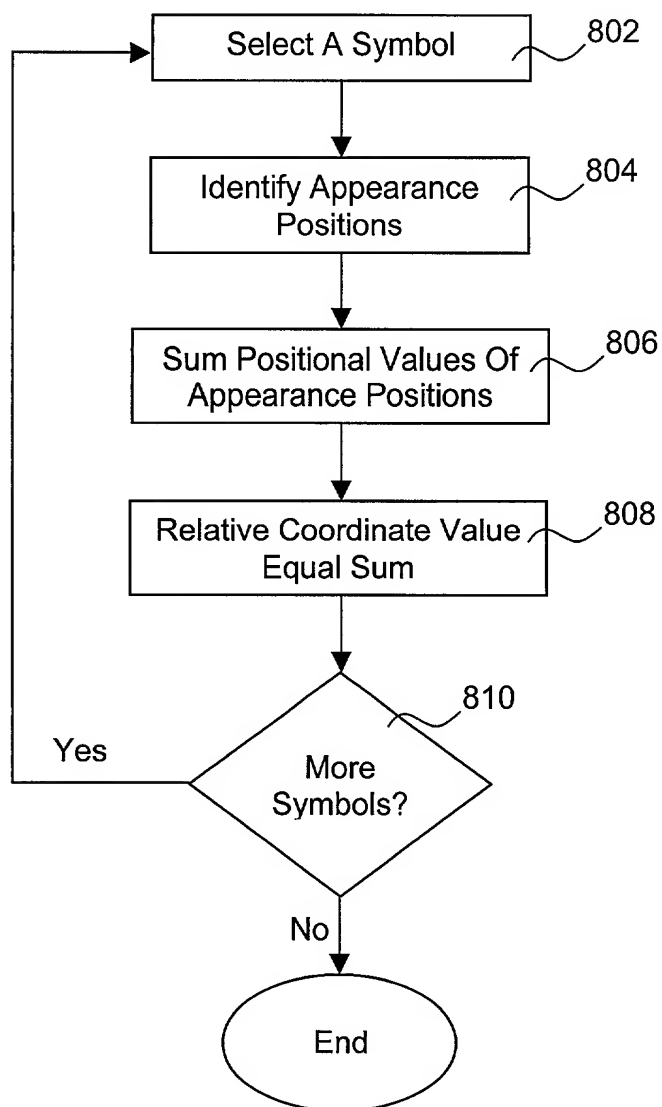 Select A Symbol
802
Identify Appearance
Positions
804
Sum Positional Values Of
Appearance Positions
806
Relative Coordinate Value
Equal Sum
808
810
Yes
More
Symbols?
No
End